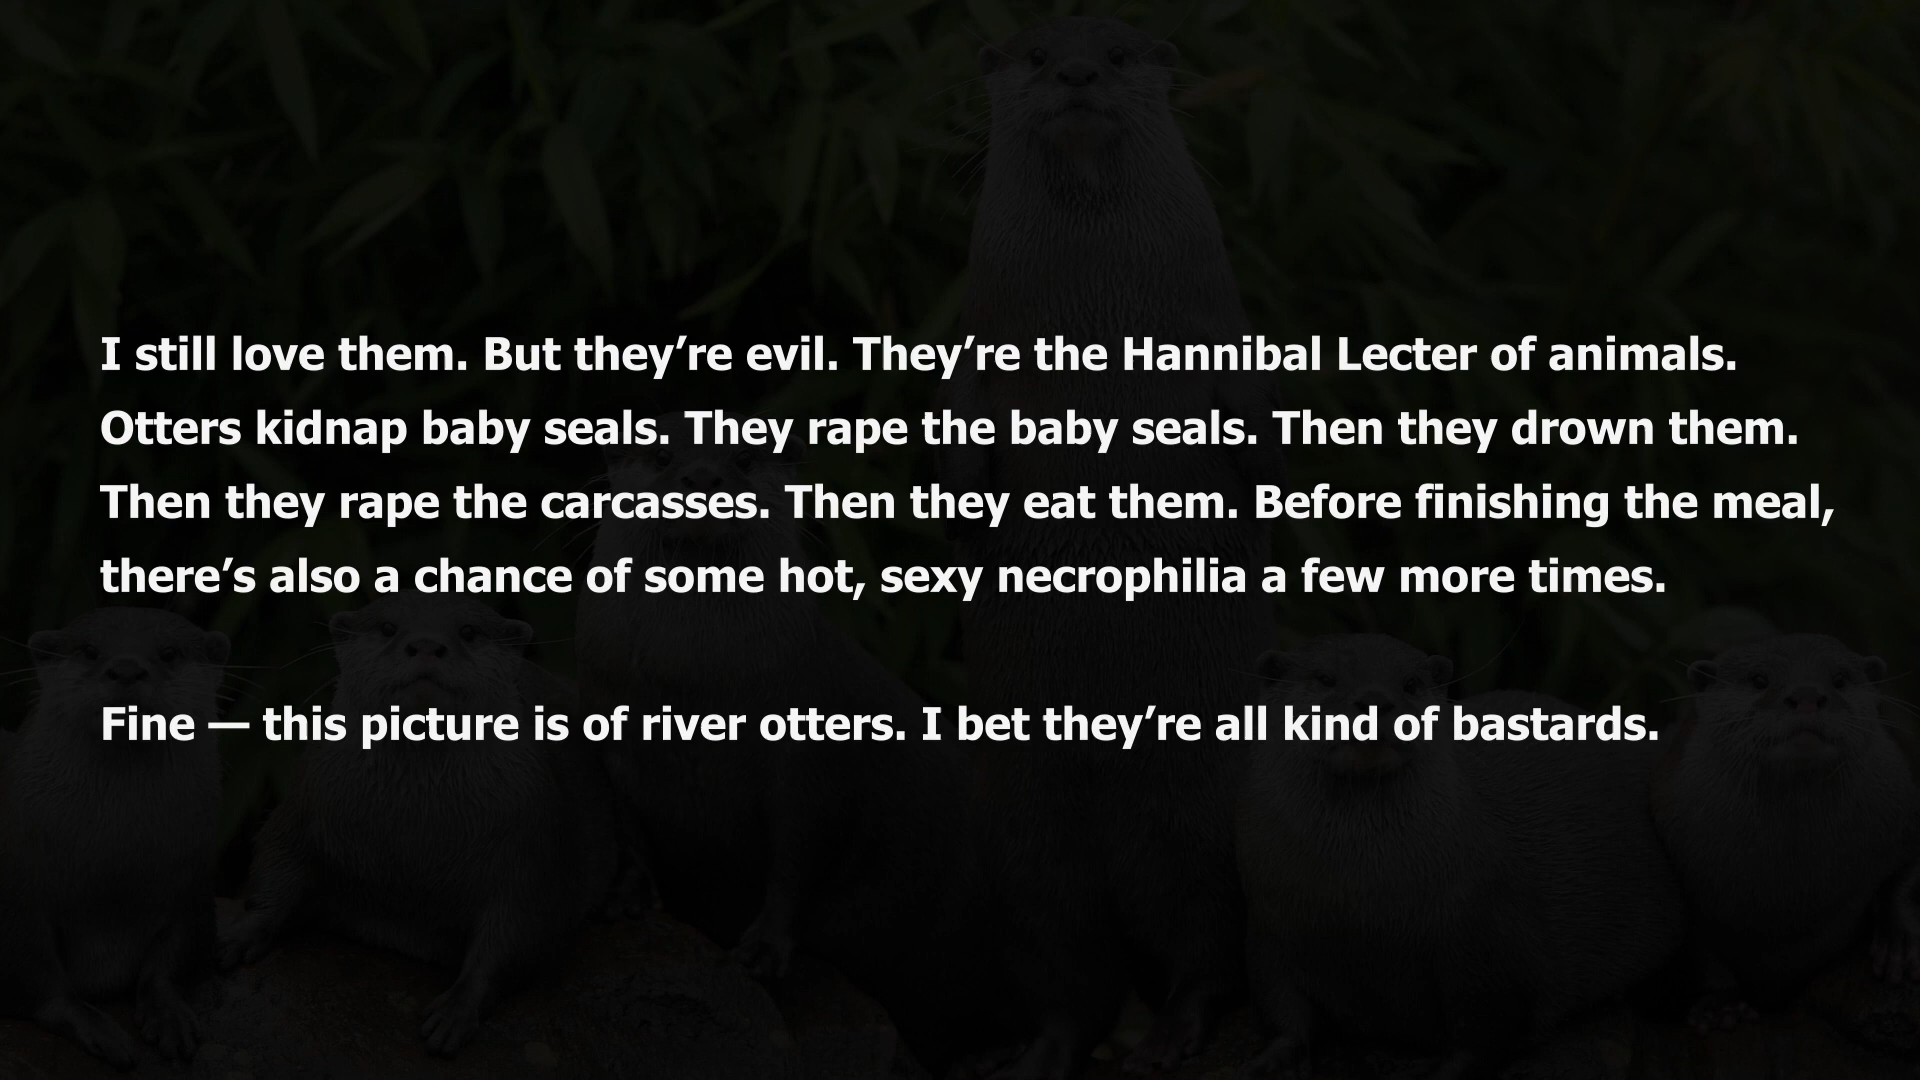 I still love them. But they’re evil. They’re the Hannibal Lecter of animals.
Otters kidnap baby seals. They rape the baby seals. Then they drown them.
Then they rape the carcasses. Then they eat them. Before finishing the meal,
there’s also a chance of some hot, sexy necrophilia a few more times.
Fine — this picture is of river otters. I bet they’re all kind of bastards.